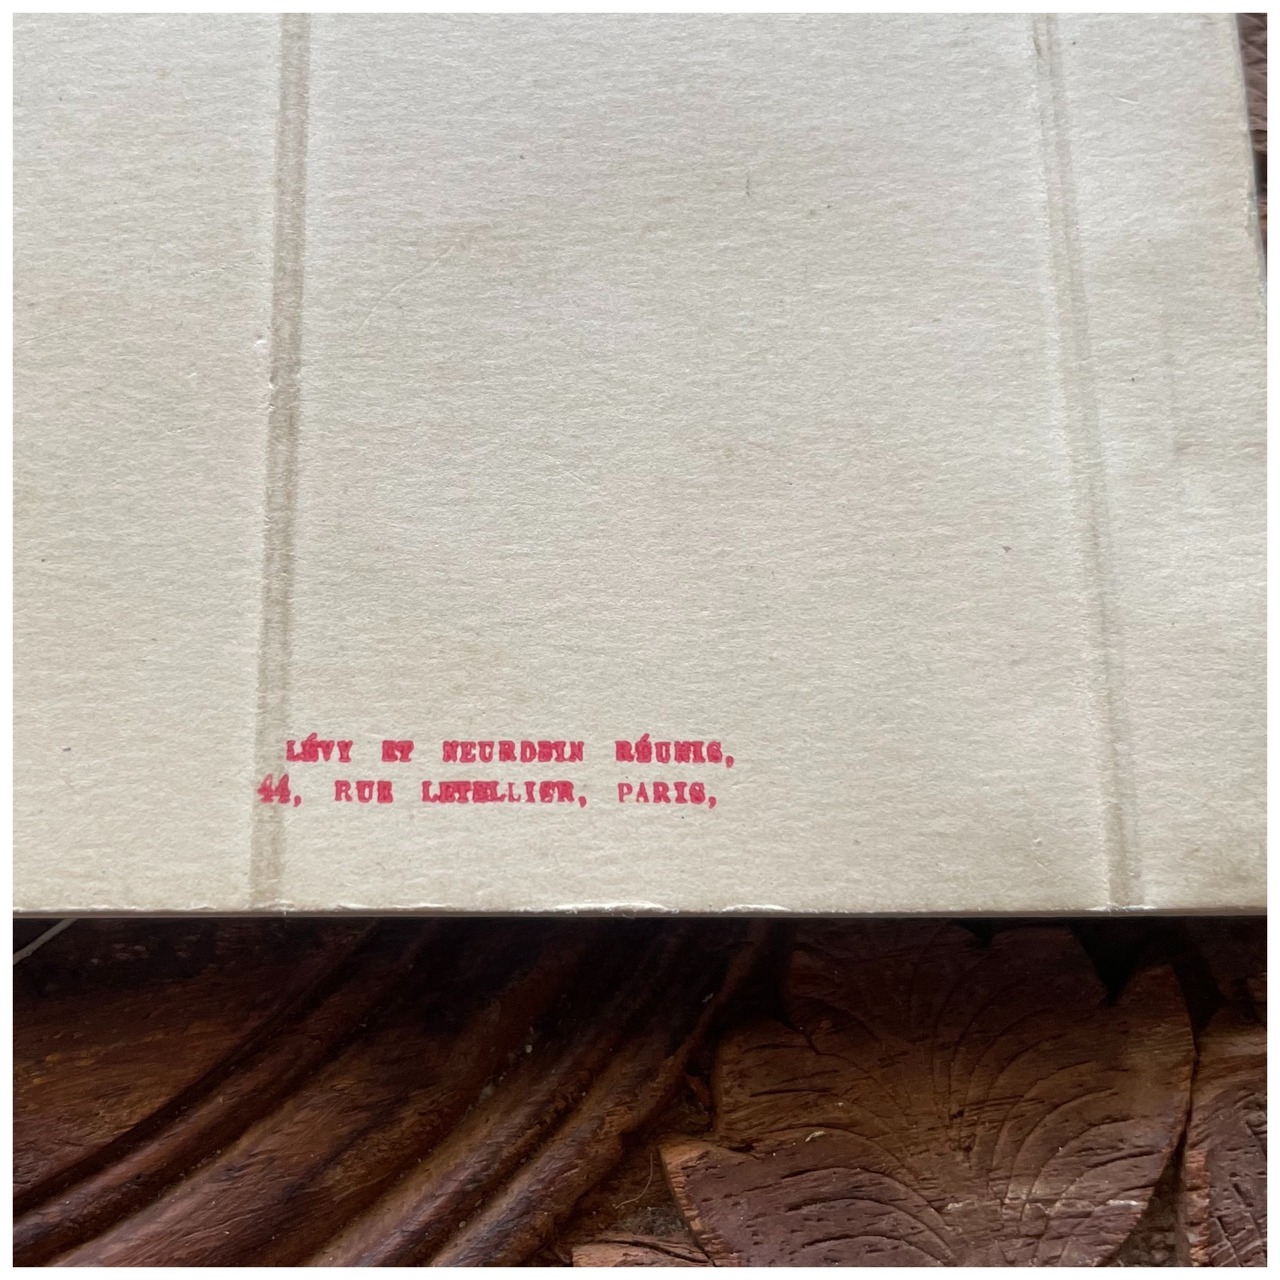 LÉVY ET NEURDEIN RÉUNIS,
44, RUE LETELLIER, PARIS,